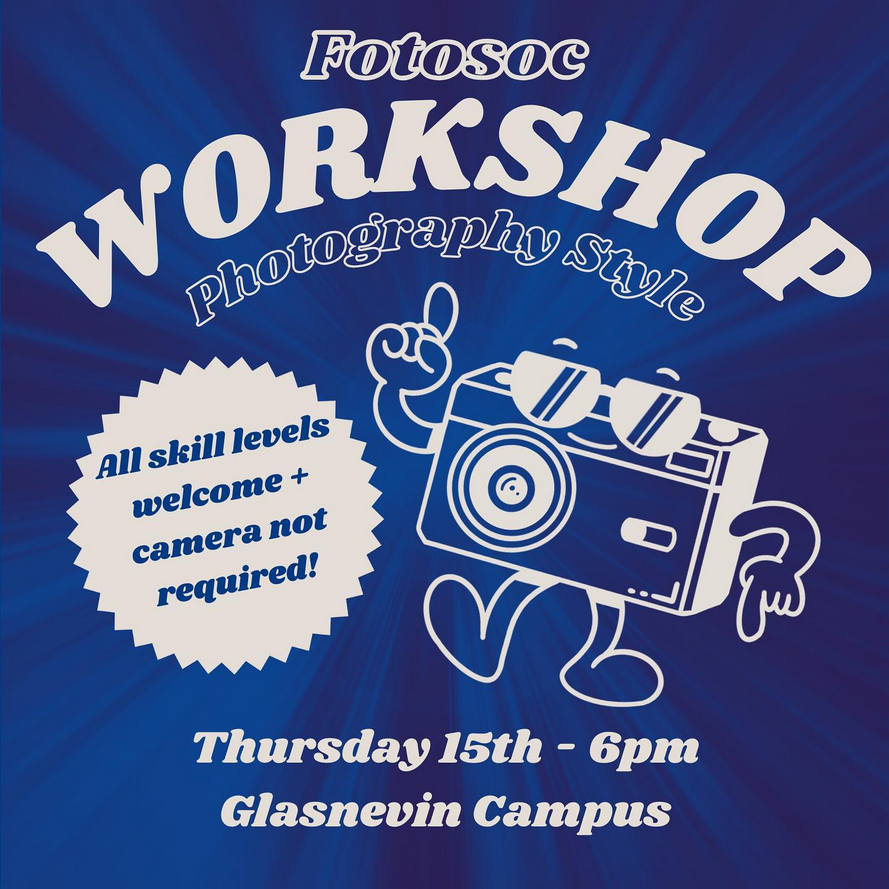 Fotosoc
WORKSHOP
Photography Style
All skill levels
welcome +
camera not
required!
Thursday 15th - 6pm
Glasnevin Campus